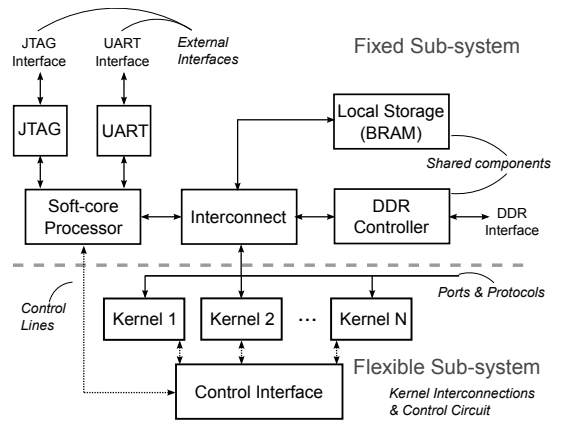 JTAG
Interface
UART
Interface
External
Interfaces
Fixed Sub-system
JTAG
UART
Local Storage
(BRAM)
Shared components
Soft-core
Processor
Interconnect
DDR
Controller
DDR
Interface
Control
Lines
Ports & Protocols
Kernel 1
Kernel 2
...
Kernel N
Flexible Sub-system
Control Interface
Kernel Interconnections
& Control Circuit